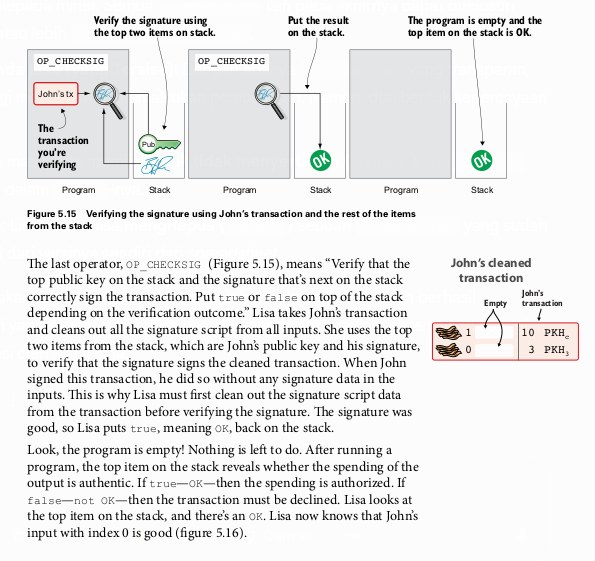 Verify the signature using
the top two items on stack.
Put the result
on the stack.
The program is empty and the
top item on the stack is OK.
OP_CHECKSIG
OP_CHECKSIG
John's tx
The
transaction
you're
verifying
Pub
OK
OK
Program
Stack
Program
Stack
Program
Stack
Figure 5.15 Verifying the signature using John's transaction and the rest of the items
from the stack
The last operator, OP_CHECKSIG (Figure 5.15), means “Verify that the
top public key on the stack and the signature that's next on the stack
correctly sign the transaction. Put true or false on top of the stack
depending on the verification outcome.” Lisa takes John's transaction
and cleans out all the signature script from all inputs. She uses the top
two items from the stack, which are John's public key and his signature,
to verify that the signature signs the cleaned transaction. When John
signed this transaction, he did so without any signature data in the
inputs. This is why Lisa must first clean out the signature script data
from the transaction before verifying the signature. The signature was
good, so Lisa puts true, meaning OK, back on the stack.
Look, the program is empty! Nothing is left to do. After running a
program, the top item on the stack reveals whether the spending of the
output is authentic. If true—OK—then the spending is authorized. If
false—not OK—then the transaction must be declined. Lisa looks at
the top item on the stack, and there's an OK. Lisa now knows that John's
input with index 0 is good (figure 5.16).
John's cleaned
transaction
Empty
John's
transaction
1 10 PKHc
0 3 PKH3